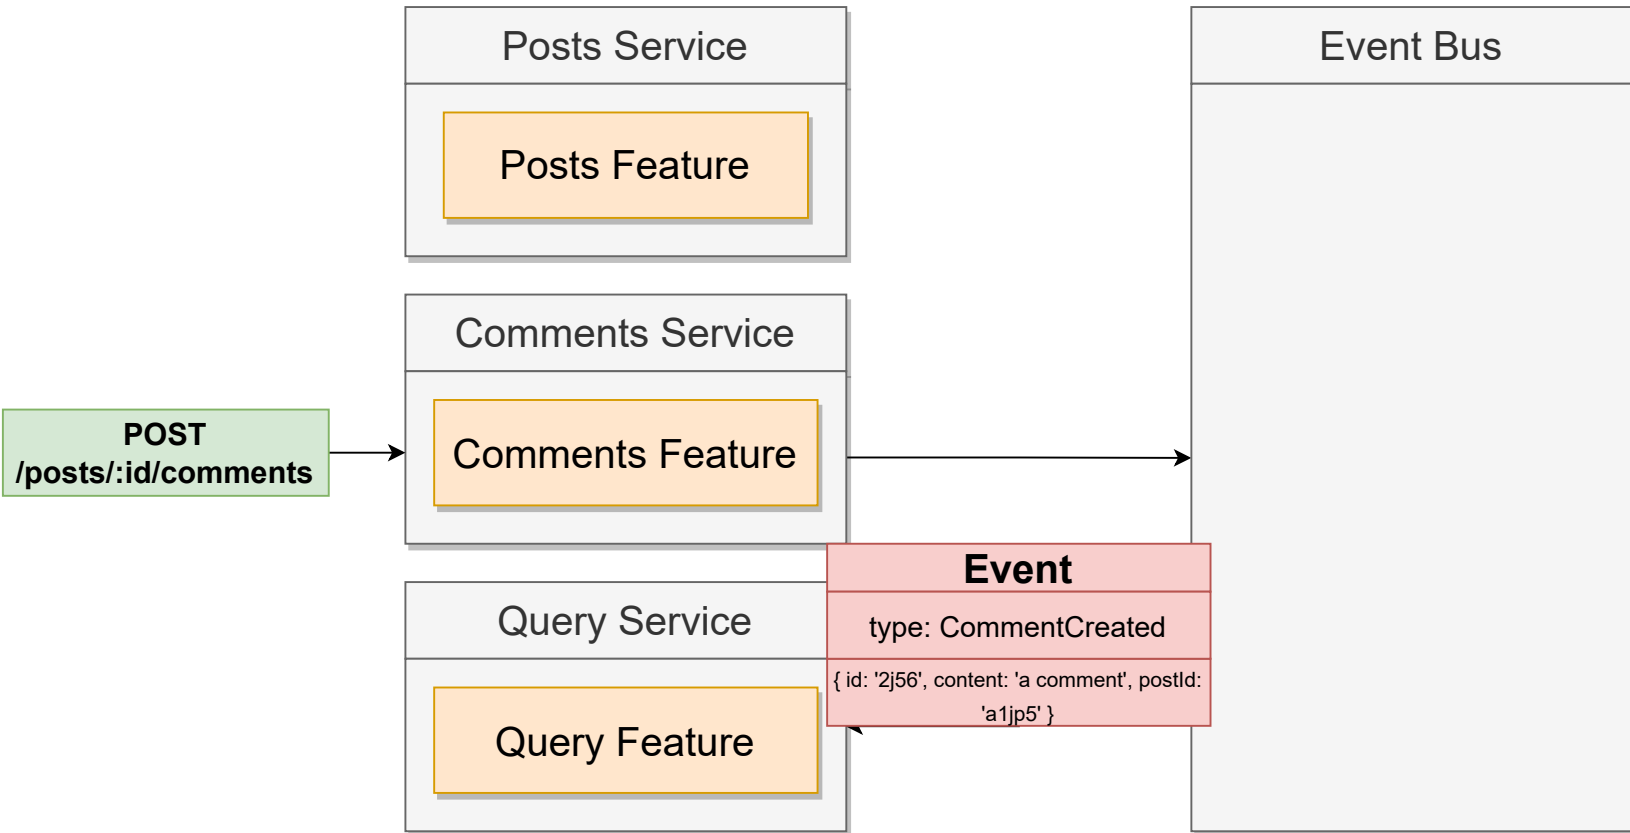 Posts Service
Event Bus
Posts Feature
Comments Service
POST
/posts/:id/comments
Comments Feature
Event
Query Service
type: CommentCreated
{ id: '2j56', content: 'a comment', postId:
'a1jp5' }
Query Feature